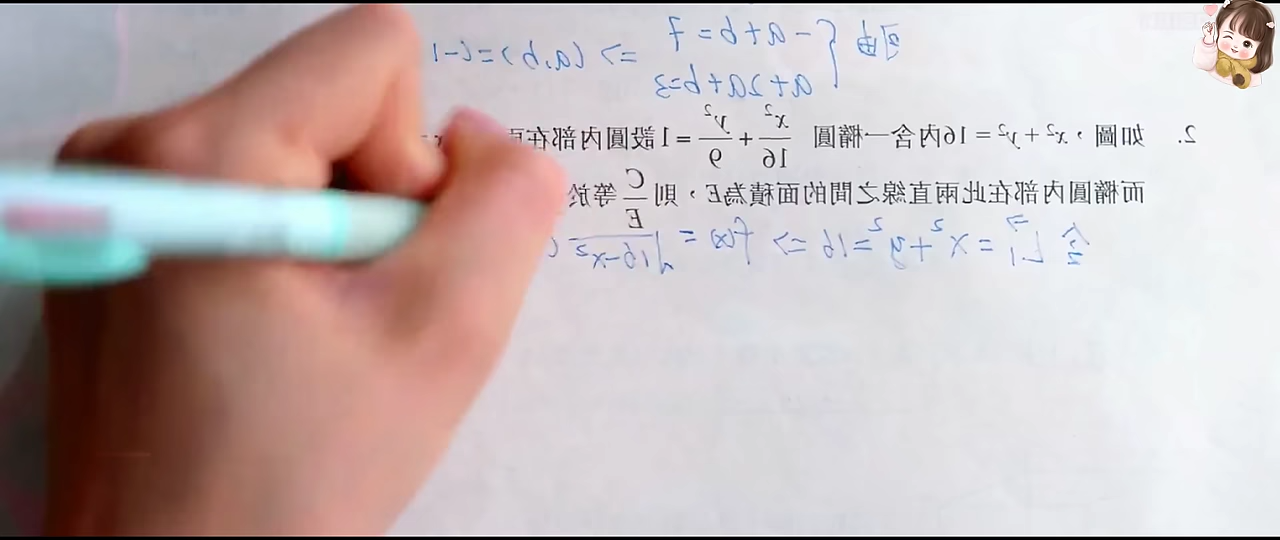 可由 { -a+b=7
a+2a+b=3 => (a,b)=(-1
2. 如圖，x²+y²=16內含一橢圓 x²/16 + y²/9 =1設圓內部在兩
而橢圓內部在此兩直線之間的面積為E，則 C/E 等於
令 Γ₁=x²+y²=16 => f(x) = √16-x² (